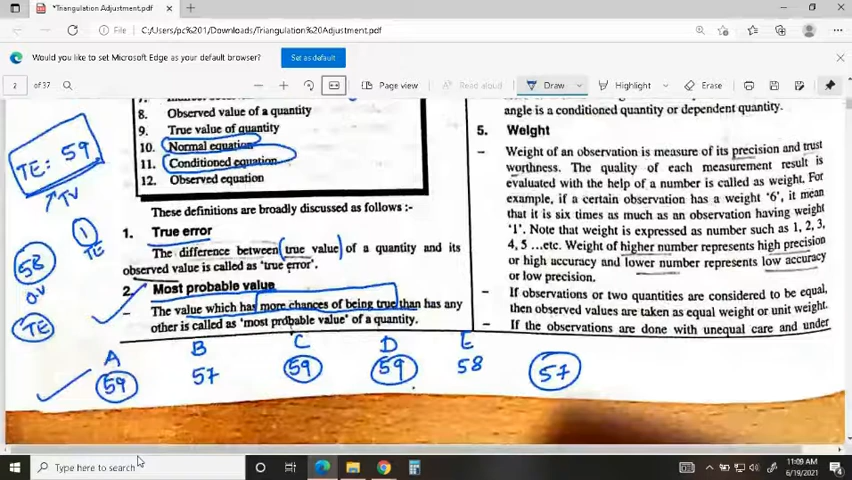 *Triangulation Adjustment.
File | C:/Users/pc%201/Downloads/Triangulation%20Adjustment.pdf
Would you like to set Microsoft Edge as your default browser?
Set as default
2 of 37
Page view
Read aloud
Draw
Highlight
Erase
8. Observed value of a quantity
9. True value of quantity
10. Normal equation
11. Conditioned equation
12. Observed equation
These definitions are broadly discussed as follows :-
1. True error
The difference between true value of a quantity and its
observed value is called as 'true error'.
2. Most probable value
- The value which has more chances of being true than has any
other is called as 'most probable value' of a quantity.
TE: 59
TV
1
TE
58
OV
TE
A B C D E
59 57 59 59 58 57
angle is a conditioned quantity or dependent quantity.
5. Weight
- Weight of an observation is measure of its precision and trust
worthness. The quality of each measurement result is
evaluated with the help of a number is called as weight. For
example, if a certain observation has a weight '6', it mean
that it is six times as much as an observation having weight
'1'. Note that weight is expressed as number such as 1, 2, 3,
4, 5 ...etc. Weight of higher number represents high precision
or high accuracy and lower number represents low accuracy
or low precision.
- If observations or two quantities are considered to be equal,
then observed values are taken as equal weight or unit weight.
- If the observations are done with unequal care and under
Type here to search
11:09 AM
6/19/2021